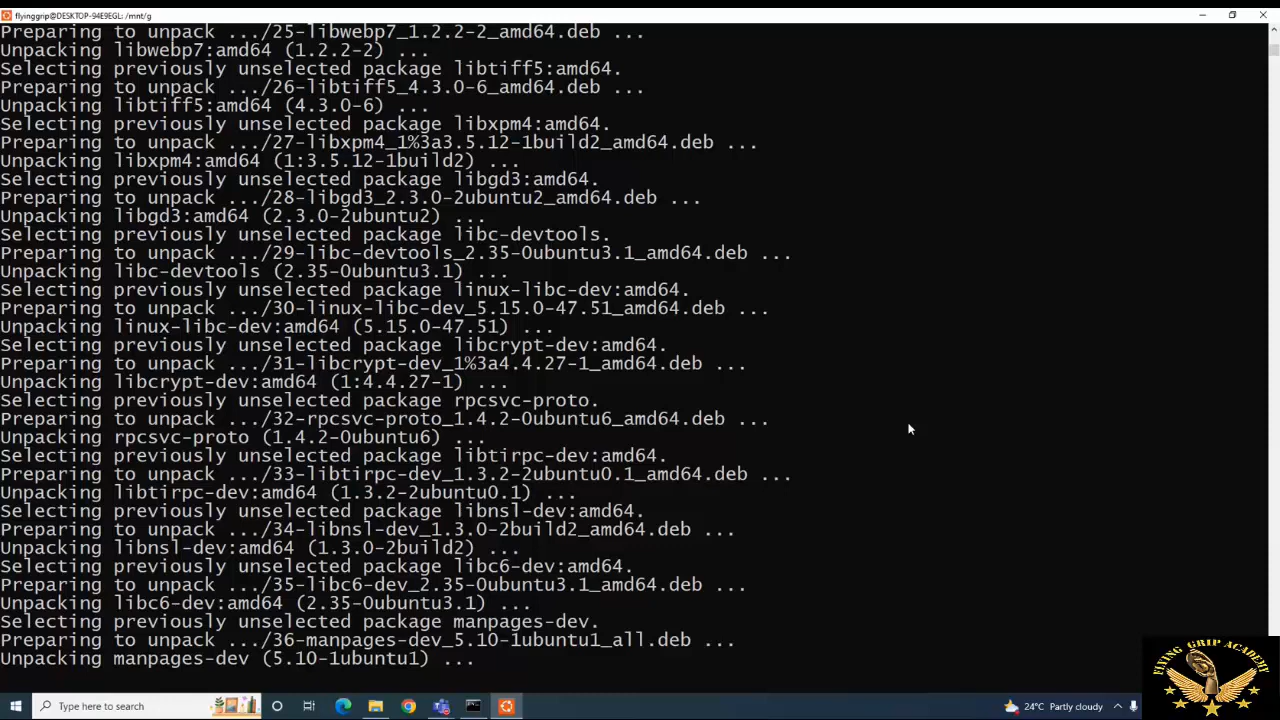 flyinggrip@DESKTOP-94E9EGL: /mnt/g
Preparing to unpack .../25-libwebp7_1.2.2-2_amd64.deb ...
Unpacking libwebp7:amd64 (1.2.2-2) ...
Selecting previously unselected package libtiff5:amd64.
Preparing to unpack .../26-libtiff5_4.3.0-6_amd64.deb ...
Unpacking libtiff5:amd64 (4.3.0-6) ...
Selecting previously unselected package libxpm4:amd64.
Preparing to unpack .../27-libxpm4_1%3a3.5.12-1build2_amd64.deb ...
Unpacking libxpm4:amd64 (1:3.5.12-1build2) ...
Selecting previously unselected package libgd3:amd64.
Preparing to unpack .../28-libgd3_2.3.0-2ubuntu2_amd64.deb ...
Unpacking libgd3:amd64 (2.3.0-2ubuntu2) ...
Selecting previously unselected package libc-devtools.
Preparing to unpack .../29-libc-devtools_2.35-0ubuntu3.1_amd64.deb ...
Unpacking libc-devtools (2.35-0ubuntu3.1) ...
Selecting previously unselected package linux-libc-dev:amd64.
Preparing to unpack .../30-linux-libc-dev_5.15.0-47.51_amd64.deb ...
Unpacking linux-libc-dev:amd64 (5.15.0-47.51) ...
Selecting previously unselected package libcrypt-dev:amd64.
Preparing to unpack .../31-libcrypt-dev_1%3a4.4.27-1_amd64.deb ...
Unpacking libcrypt-dev:amd64 (1:4.4.27-1) ...
Selecting previously unselected package rpcsvc-proto.
Preparing to unpack .../32-rpcsvc-proto_1.4.2-0ubuntu6_amd64.deb ...
Unpacking rpcsvc-proto (1.4.2-0ubuntu6) ...
Selecting previously unselected package libtirpc-dev:amd64.
Preparing to unpack .../33-libtirpc-dev_1.3.2-2ubuntu0.1_amd64.deb ...
Unpacking libtirpc-dev:amd64 (1.3.2-2ubuntu0.1) ...
Selecting previously unselected package libnsl-dev:amd64.
Preparing to unpack .../34-libnsl-dev_1.3.0-2build2_amd64.deb ...
Unpacking libnsl-dev:amd64 (1.3.0-2build2) ...
Selecting previously unselected package libc6-dev:amd64.
Preparing to unpack .../35-libc6-dev_2.35-0ubuntu3.1_amd64.deb ...
Unpacking libc6-dev:amd64 (2.35-0ubuntu3.1) ...
Selecting previously unselected package manpages-dev.
Preparing to unpack .../36-manpages-dev_5.10-1ubuntu1_all.deb ...
Unpacking manpages-dev (5.10-1ubuntu1) ...
FLYING GRIP ACADEMY
Type here to search
24°C Partly cloudy